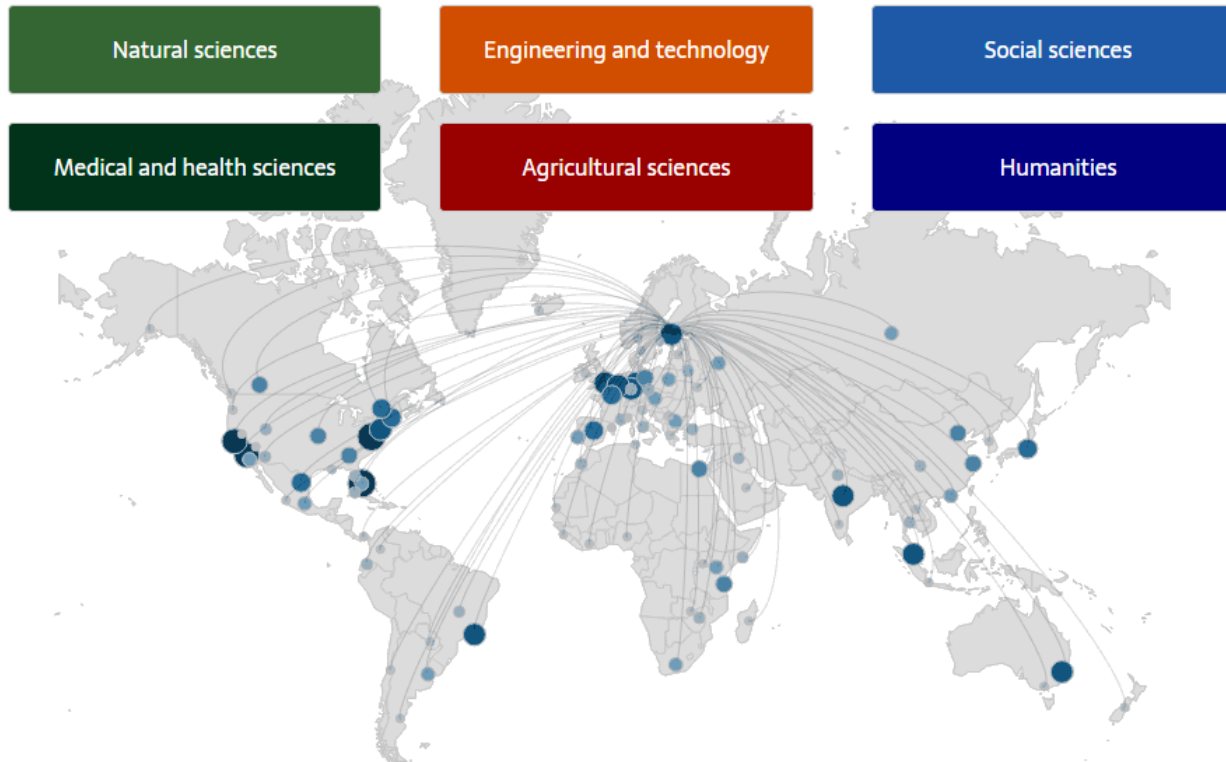 Natural sciences
Engineering and technology
Social sciences
Medical and health sciences
Agricultural sciences
Humanities